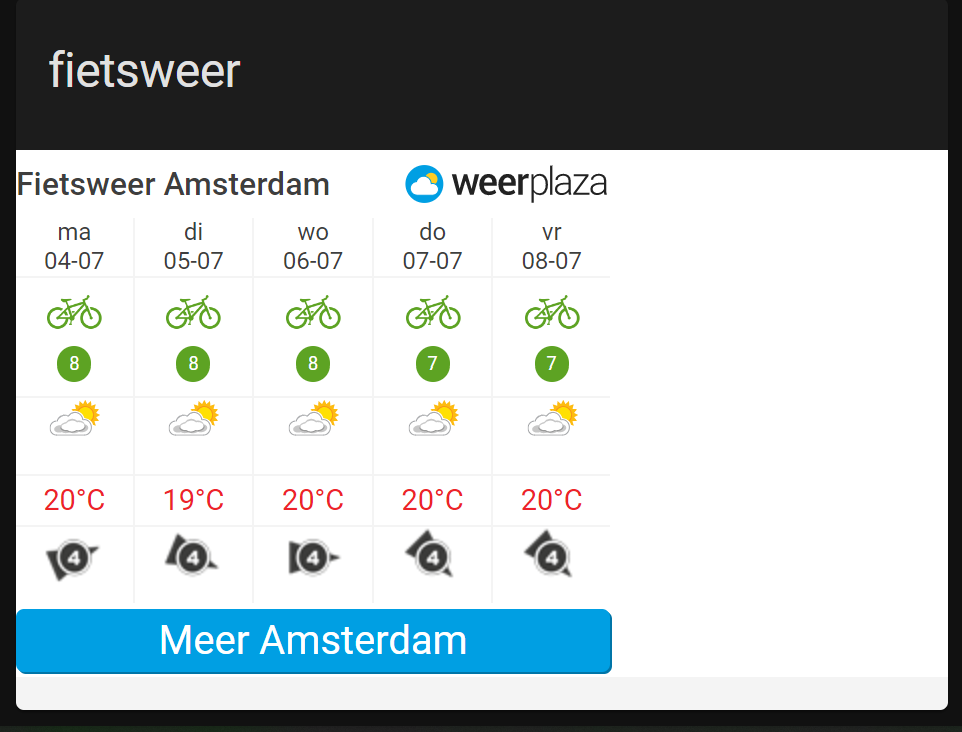 fietsweer
Fietsweer Amsterdam weerplaza
ma di wo do vr
04-07 05-07 06-07 07-07 08-07
8 8 8 7 7
20°C 19°C 20°C 20°C 20°C
4 4 4 4 4
Meer Amsterdam